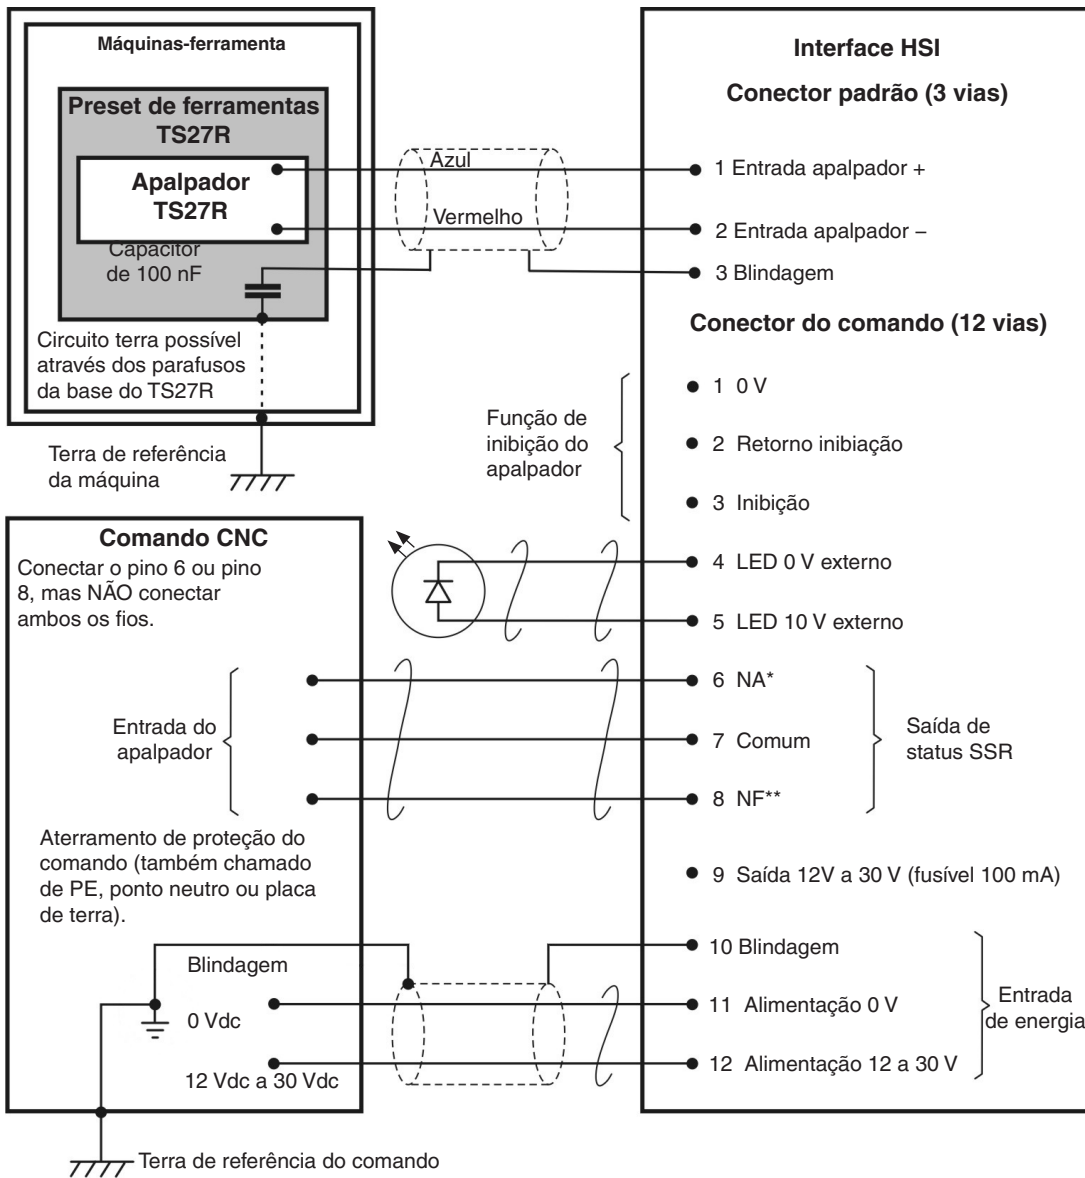 Máquinas-ferramenta
Preset de ferramentas
TS27R
Apalpador
TS27R
Capacitor
de 100 nF
Circuito terra possível
através dos parafusos
da base do TS27R
Terra de referência
da máquina
Azul
Vermelho
Interface HSI
Conector padrão (3 vias)
1 Entrada apalpador +
2 Entrada apalpador –
3 Blindagem
Conector do comando (12 vias)
Função de
inibição do
apalpador
1 0 V
2 Retorno inibiação
3 Inibição
4 LED 0 V externo
5 LED 10 V externo
6 NA*
7 Comum
8 NF**
Saída de
status SSR
9 Saída 12V a 30 V (fusível 100 mA)
10 Blindagem
11 Alimentação 0 V
12 Alimentação 12 a 30 V
Entrada
de energia
Comando CNC
Conectar o pino 6 ou pino
8, mas NÃO conectar
ambos os fios.
Entrada do
apalpador
Aterramento de proteção do
comando (também chamado
de PE, ponto neutro ou placa
de terra).
Blindagem
0 Vdc
12 Vdc a 30 Vdc
Terra de referência do comando